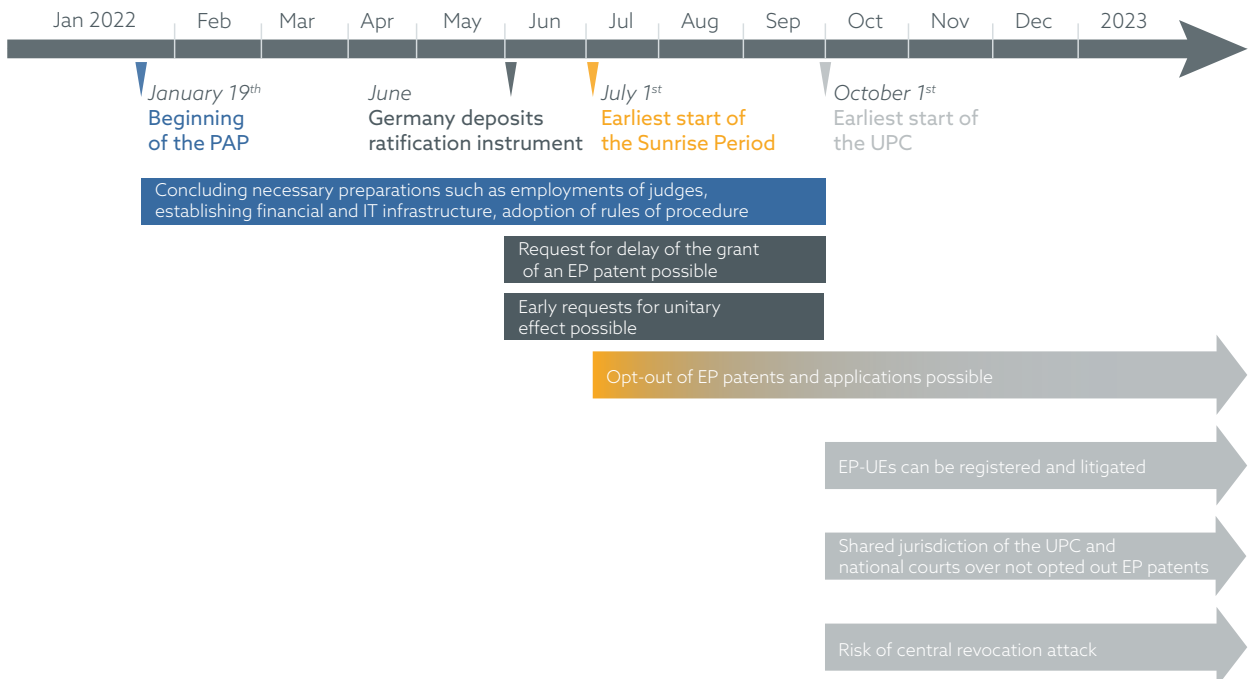 Jan 2022 Feb Mar Apr May Jun Jul Aug Sep Oct Nov Dec 2023
January 19th
Beginning
of the PAP
June
Germany deposits
ratification instrument
July 1st
Earliest start of
the Sunrise Period
October 1st
Earliest start of
the UPC
Concluding necessary preparations such as employments of judges,
establishing financial and IT infrastructure, adoption of rules of procedure
Request for delay of the grant
of an EP patent possible
Early requests for unitary
effect possible
Opt-out of EP patents and applications possible
EP-UEs can be registered and litigated
Shared jurisdiction of the UPC and
national courts over not opted out EP patents
Risk of central revocation attack